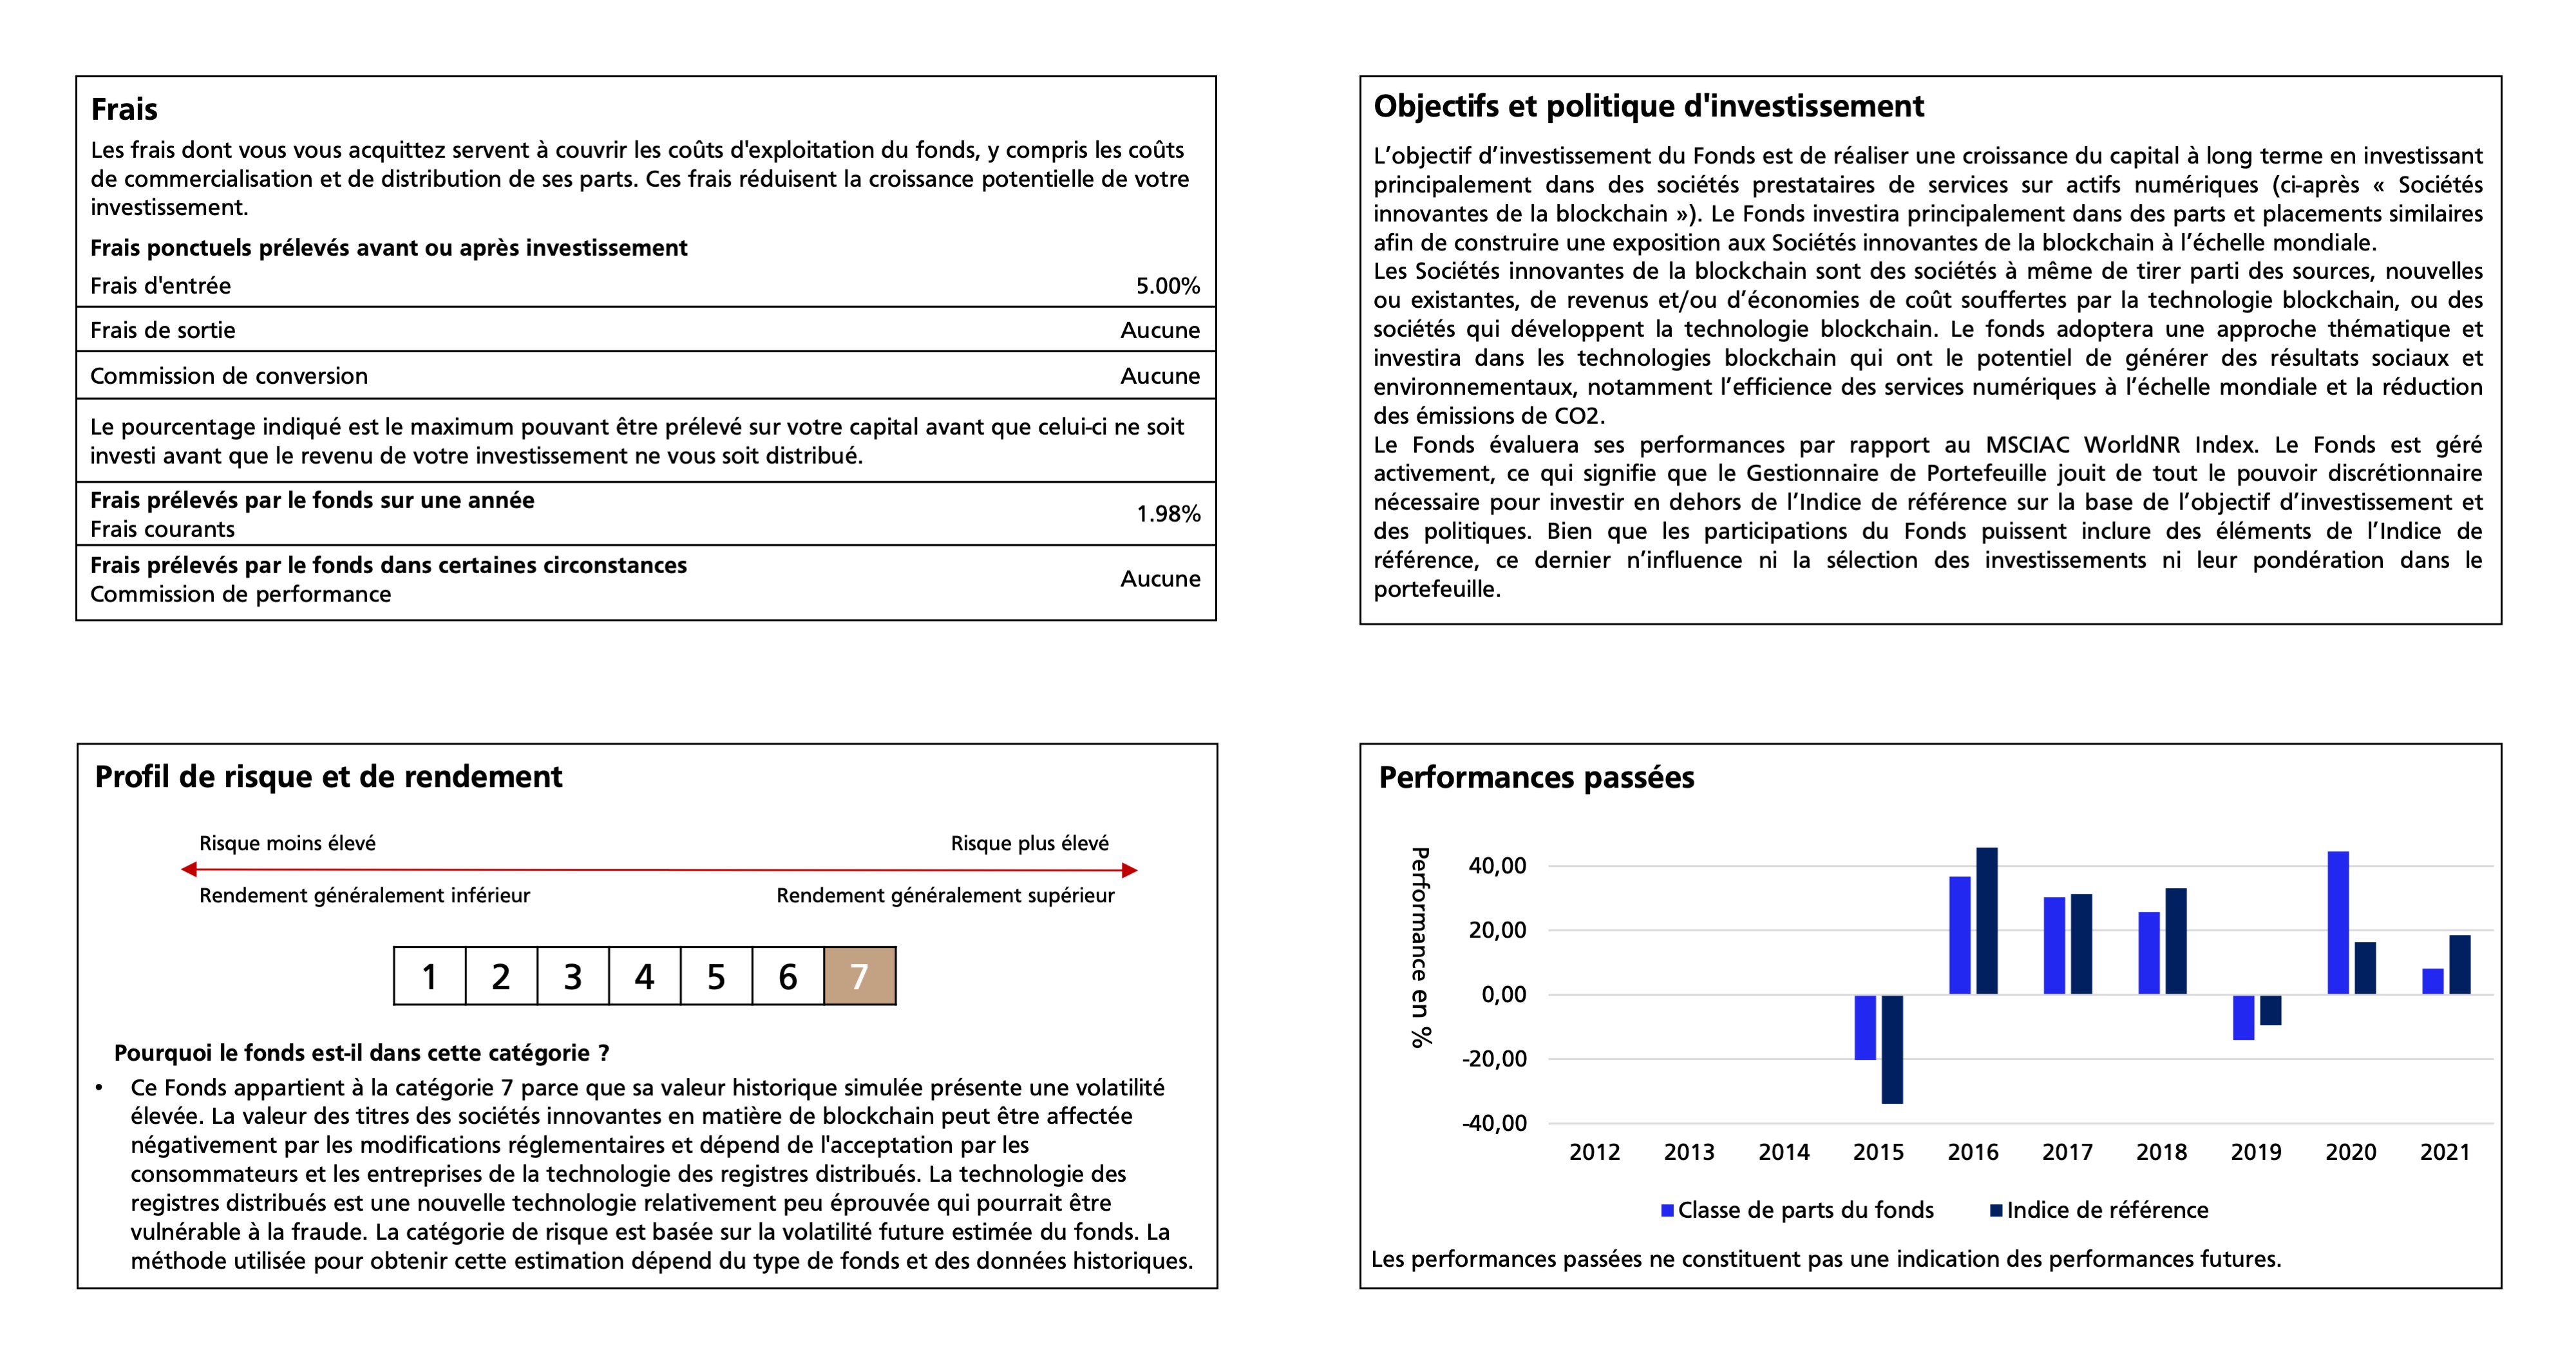 Frais
Les frais dont vous vous acquittez servent à couvrir les coûts d'exploitation du fonds, y compris les coûts
de commercialisation et de distribution de ses parts. Ces frais réduisent la croissance potentielle de votre
investissement.
Frais ponctuels prélevés avant ou après investissement
Frais d'entrée 5.00%
Frais de sortie Aucune
Commission de conversion Aucune
Le pourcentage indiqué est le maximum pouvant être prélevé sur votre capital avant que celui-ci ne soit
investi avant que le revenu de votre investissement ne vous soit distribué.
Frais prélevés par le fonds sur une année
Frais courants 1.98%
Frais prélevés par le fonds dans certaines circonstances
Commission de performance Aucune
Objectifs et politique d'investissement
L’objectif d’investissement du Fonds est de réaliser une croissance du capital à long terme en investissant
principalement dans des sociétés prestataires de services sur actifs numériques (ci-après « Sociétés
innovantes de la blockchain »). Le Fonds investira principalement dans des parts et placements similaires
afin de construire une exposition aux Sociétés innovantes de la blockchain à l’échelle mondiale.
Les Sociétés innovantes de la blockchain sont des sociétés à même de tirer parti des sources, nouvelles
ou existantes, de revenus et/ou d’économies de coût souffertes par la technologie blockchain, ou des
sociétés qui développent la technologie blockchain. Le fonds adoptera une approche thématique et
investira dans les technologies blockchain qui ont le potentiel de générer des résultats sociaux et
environnementaux, notamment l’efficience des services numériques à l’échelle mondiale et la réduction
des émissions de CO2.
Le Fonds évaluera ses performances par rapport au MSCIAC WorldNR Index. Le Fonds est géré
activement, ce qui signifie que le Gestionnaire de Portefeuille jouit de tout le pouvoir discrétionnaire
nécessaire pour investir en dehors de l’Indice de référence sur la base de l’objectif d’investissement et
des politiques. Bien que les participations du Fonds puissent inclure des éléments de l’Indice de
référence, ce dernier n’influence ni la sélection des investissements ni leur pondération dans le
portefeuille.
Profil de risque et de rendement
Risque moins élevé Risque plus élevé
Rendement généralement inférieur Rendement généralement supérieur
1 2 3 4 5 6 7
Pourquoi le fonds est-il dans cette catégorie ?
• Ce Fonds appartient à la catégorie 7 parce que sa valeur historique simulée présente une volatilité
élevée. La valeur des titres des sociétés innovantes en matière de blockchain peut être affectée
négativement par les modifications réglementaires et dépend de l'acceptation par les
consommateurs et les entreprises de la technologie des registres distribués. La technologie des
registres distribués est une nouvelle technologie relativement peu éprouvée qui pourrait être
vulnérable à la fraude. La catégorie de risque est basée sur la volatilité future estimée du fonds. La
méthode utilisée pour obtenir cette estimation dépend du type de fonds et des données historiques.
Performances passées
Performance en %
40,00
20,00
0,00
-20,00
-40,00
2012 2013 2014 2015 2016 2017 2018 2019 2020 2021
Classe de parts du fonds Indice de référence
Les performances passées ne constituent pas une indication des performances futures.